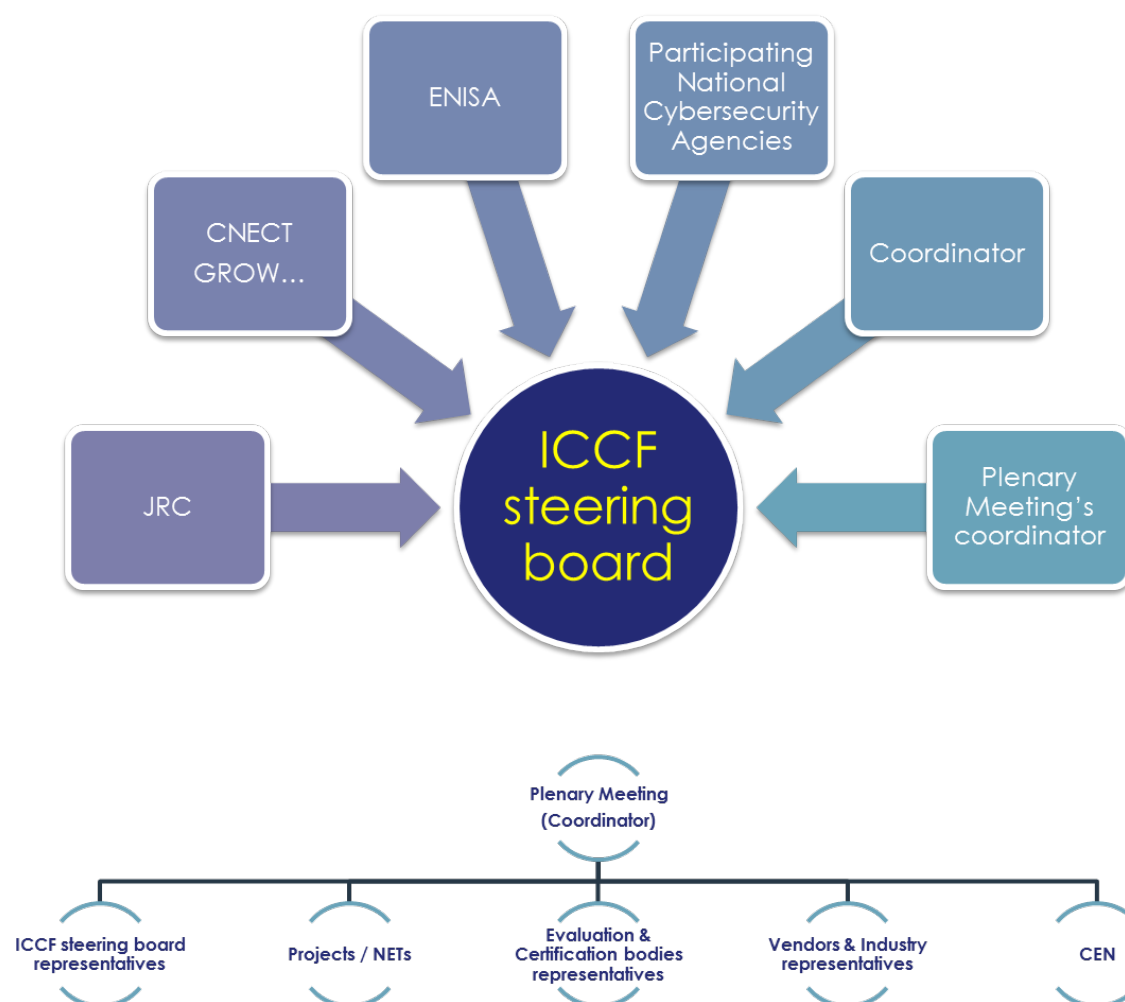 ENISA
Participating
National
Cybersecurity
Agencies
CNECT
GROW...
Coordinator
JRC
ICCF
steering
board
Plenary
Meeting’s
coordinator
Plenary Meeting
(Coordinator)
ICCF steering board
representatives
Projects / NETs
Evaluation &
Certification bodies
representatives
Vendors & Industry
representatives
CEN